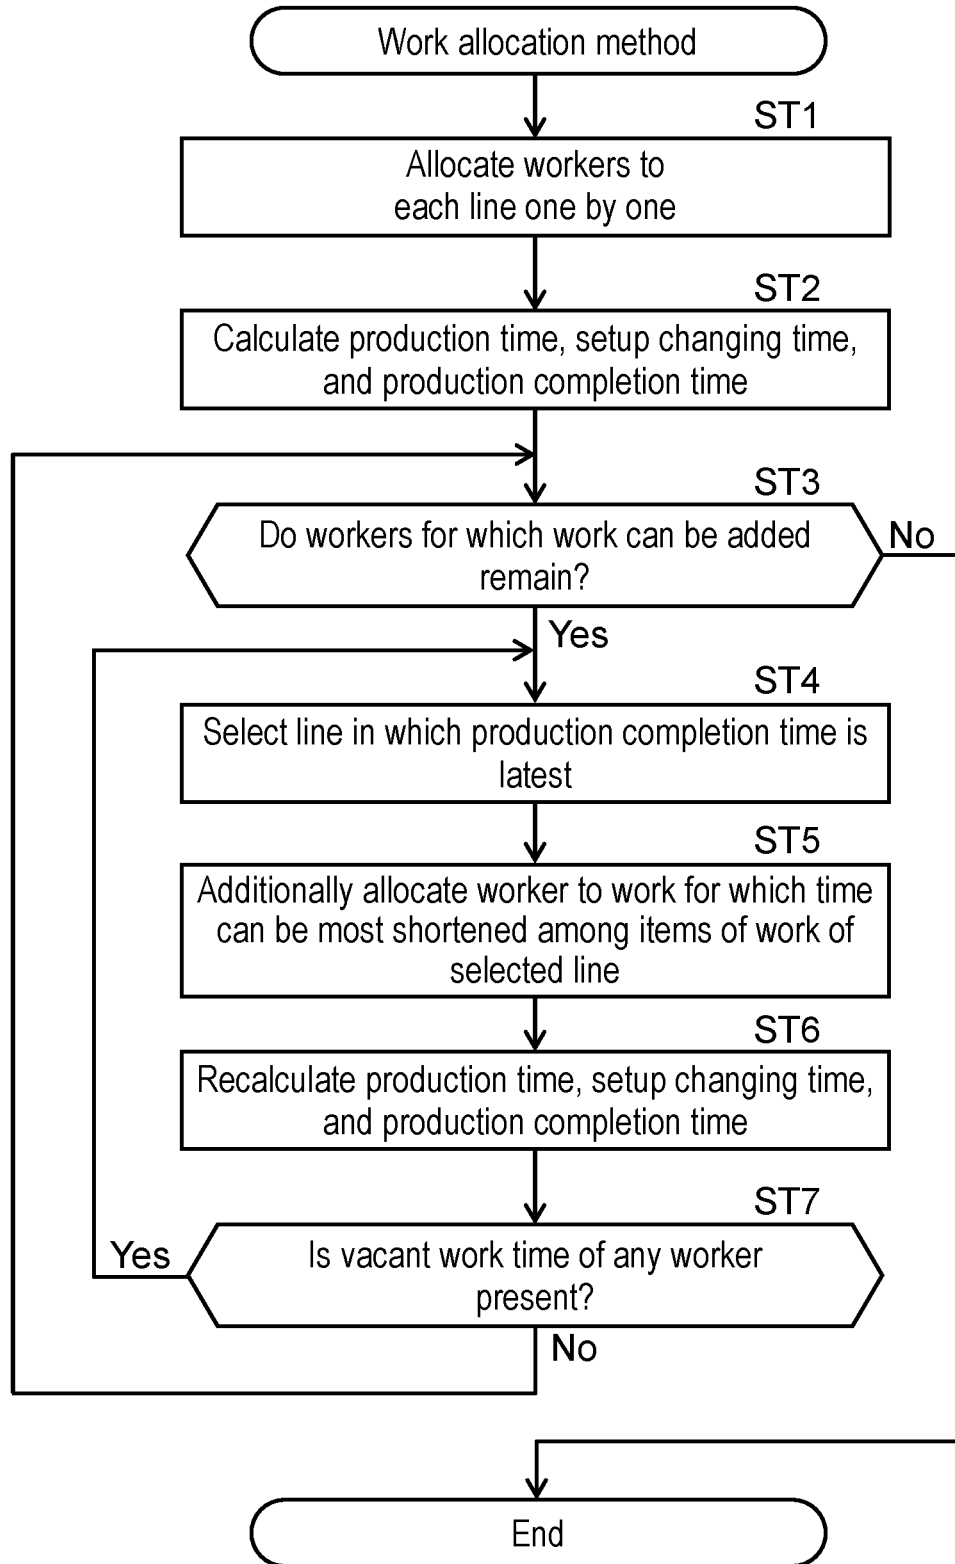 Work allocation method
ST1
Allocate workers to
each line one by one
ST2
Calculate production time, setup changing time,
and production completion time
ST3
Do workers for which work can be added
remain?
No
Yes
ST4
Select line in which production completion time is
latest
ST5
Additionally allocate worker to work for which time
can be most shortened among items of work of
selected line
ST6
Recalculate production time, setup changing time,
and production completion time
ST7
Yes
Is vacant work time of any worker
present?
No
End